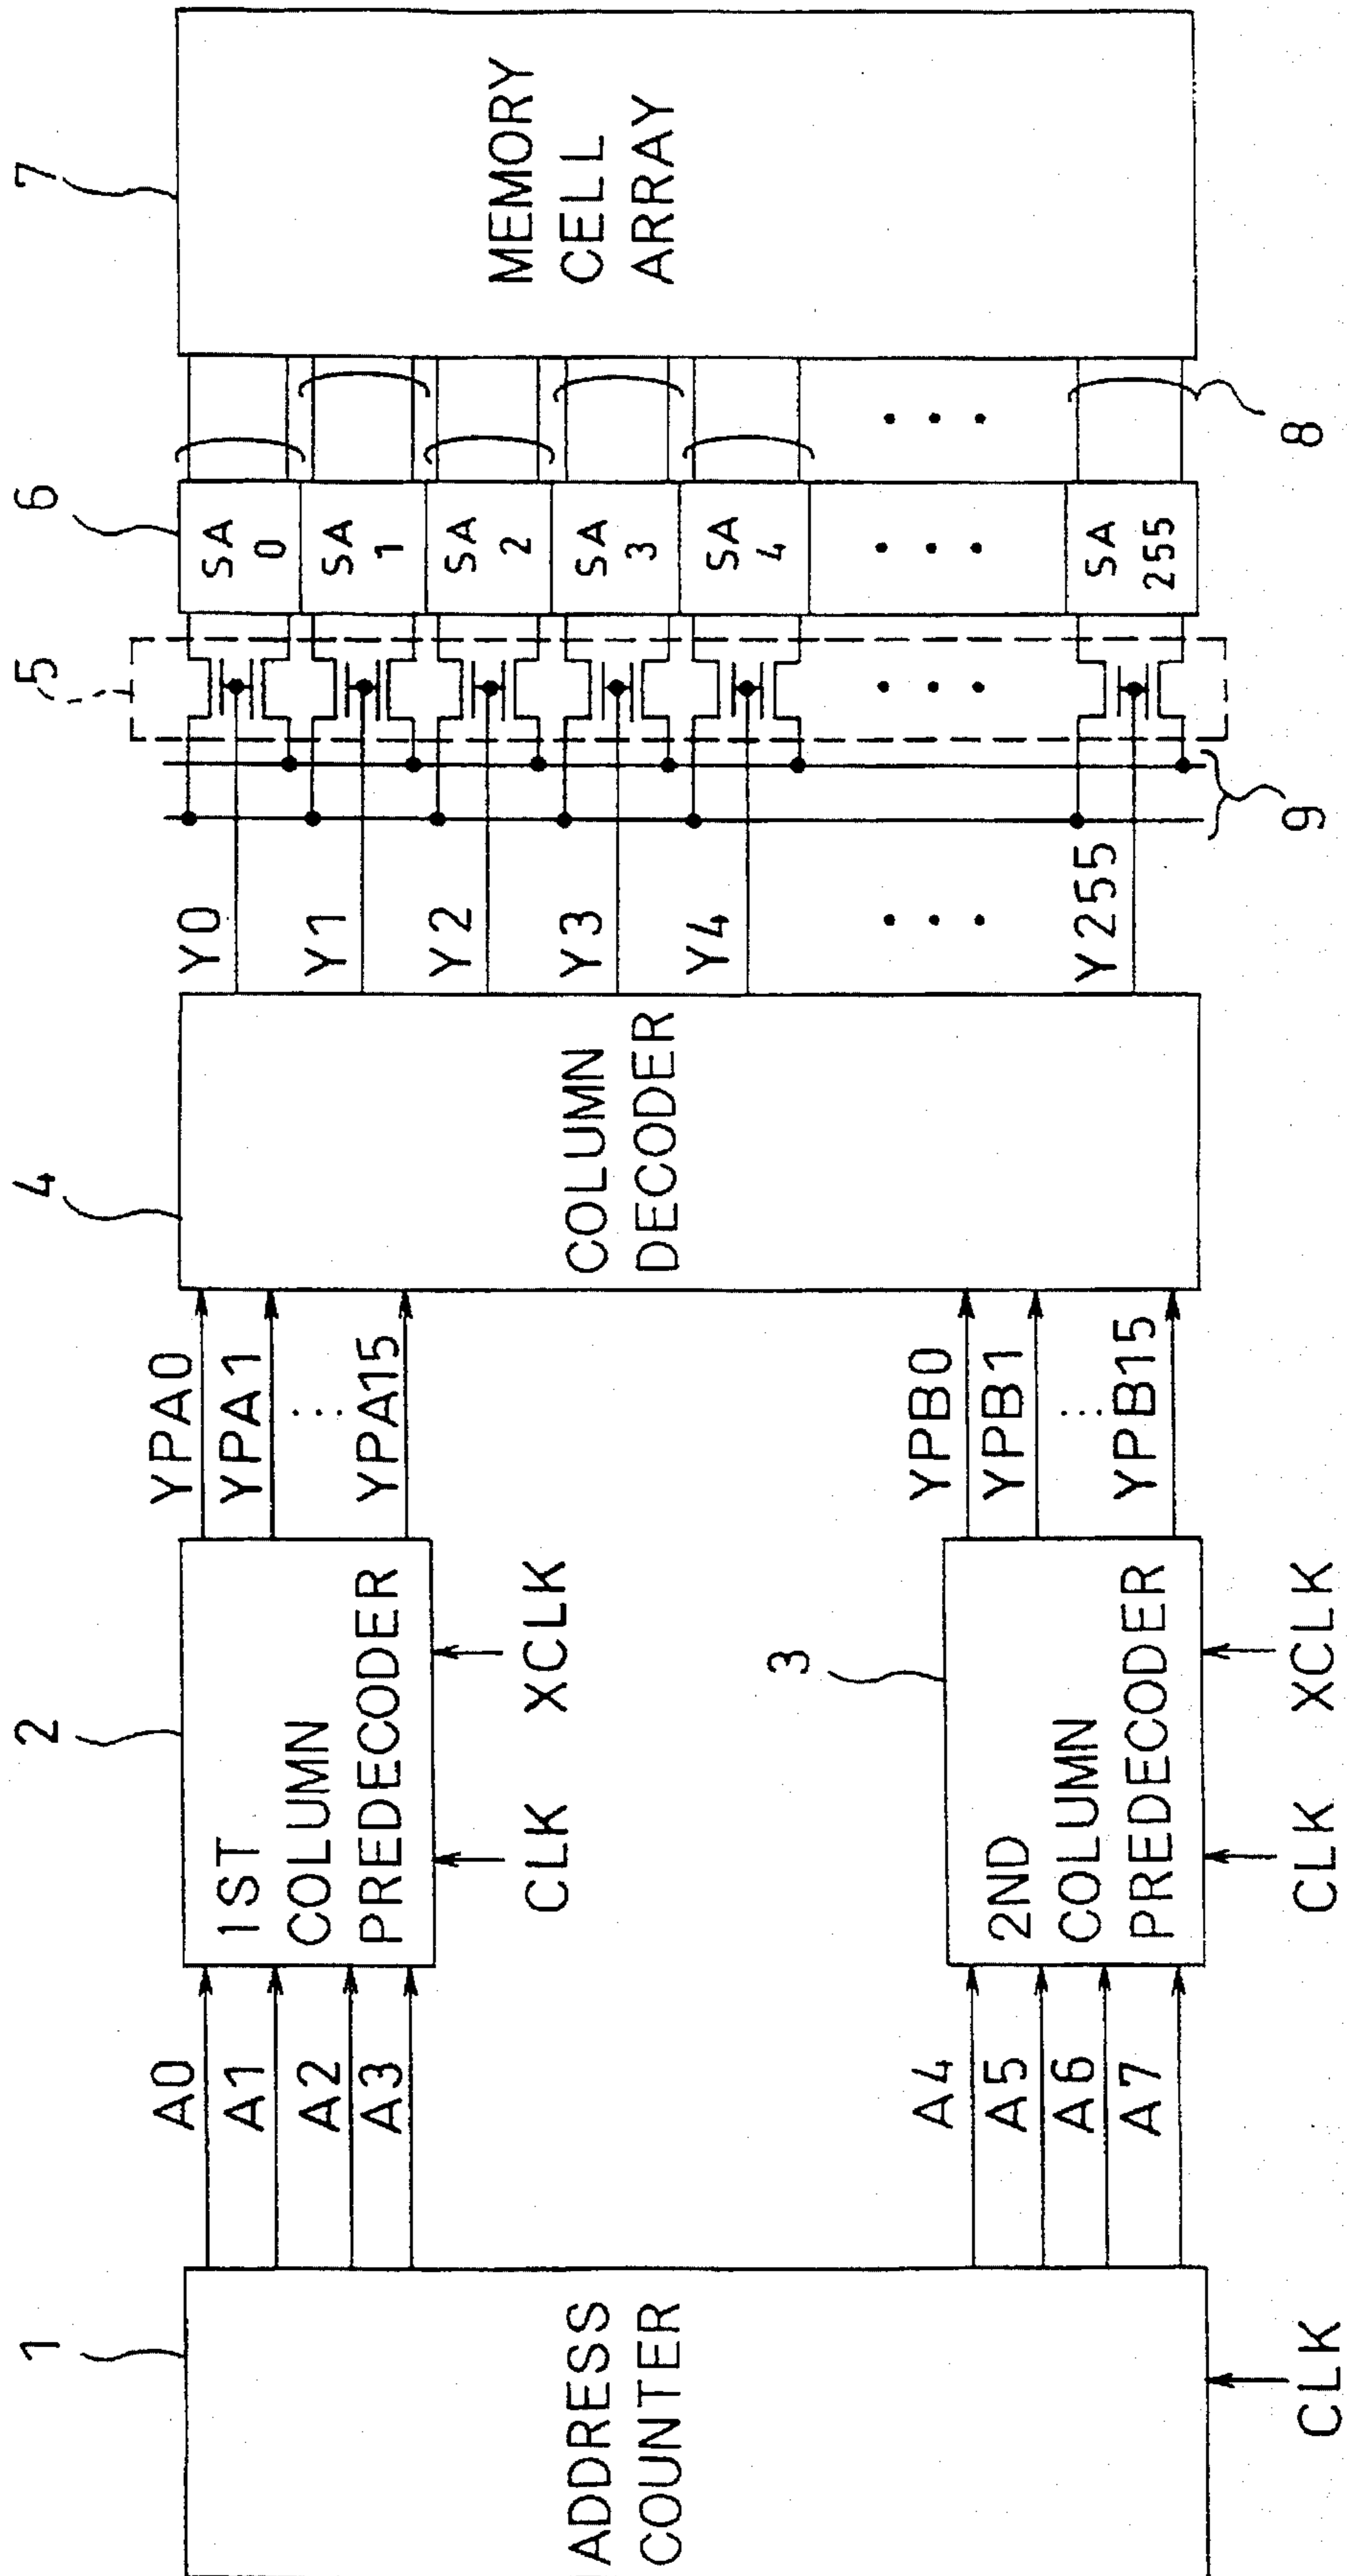 1
ADDRESS
COUNTER
CLK
A0
A1
A2
A3
A4
A5
A6
A7
2
1ST
COLUMN
PREDECODER
CLK XCLK
3
2ND
COLUMN
PREDECODER
CLK XCLK
YPA0
YPA1
YPA15
YPB0
YPB1
YPB15
4
COLUMN
DECODER
Y0
Y1
Y2
Y3
Y4
Y255
9
5
6
SA
0
SA
1
SA
2
SA
3
SA
4
SA
255
8
7
MEMORY
CELL
ARRAY